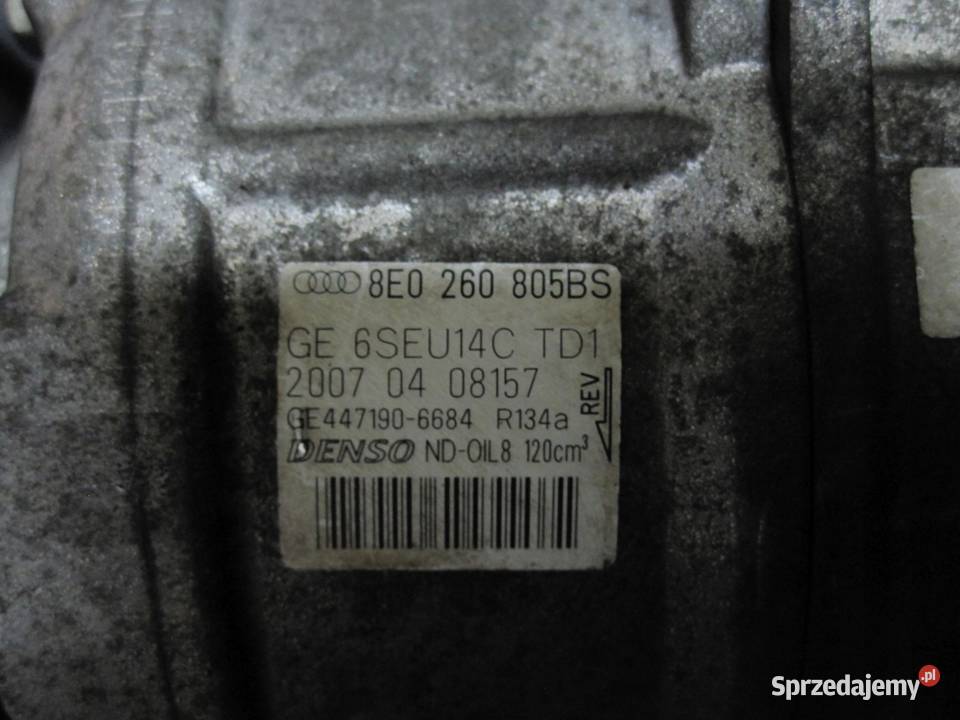 8E0 260 805BS
GE 6SEU14C TD1
2007 04 08157
GE447190-6684 R134a
REV
DENSO ND-OIL8 120cm³
Sprzedajemy.pl